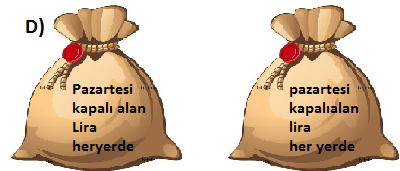 D)
Pazartesi
kapalı alan
Lira
heryerde
pazartesi
kapalıalan
lira
her yerde